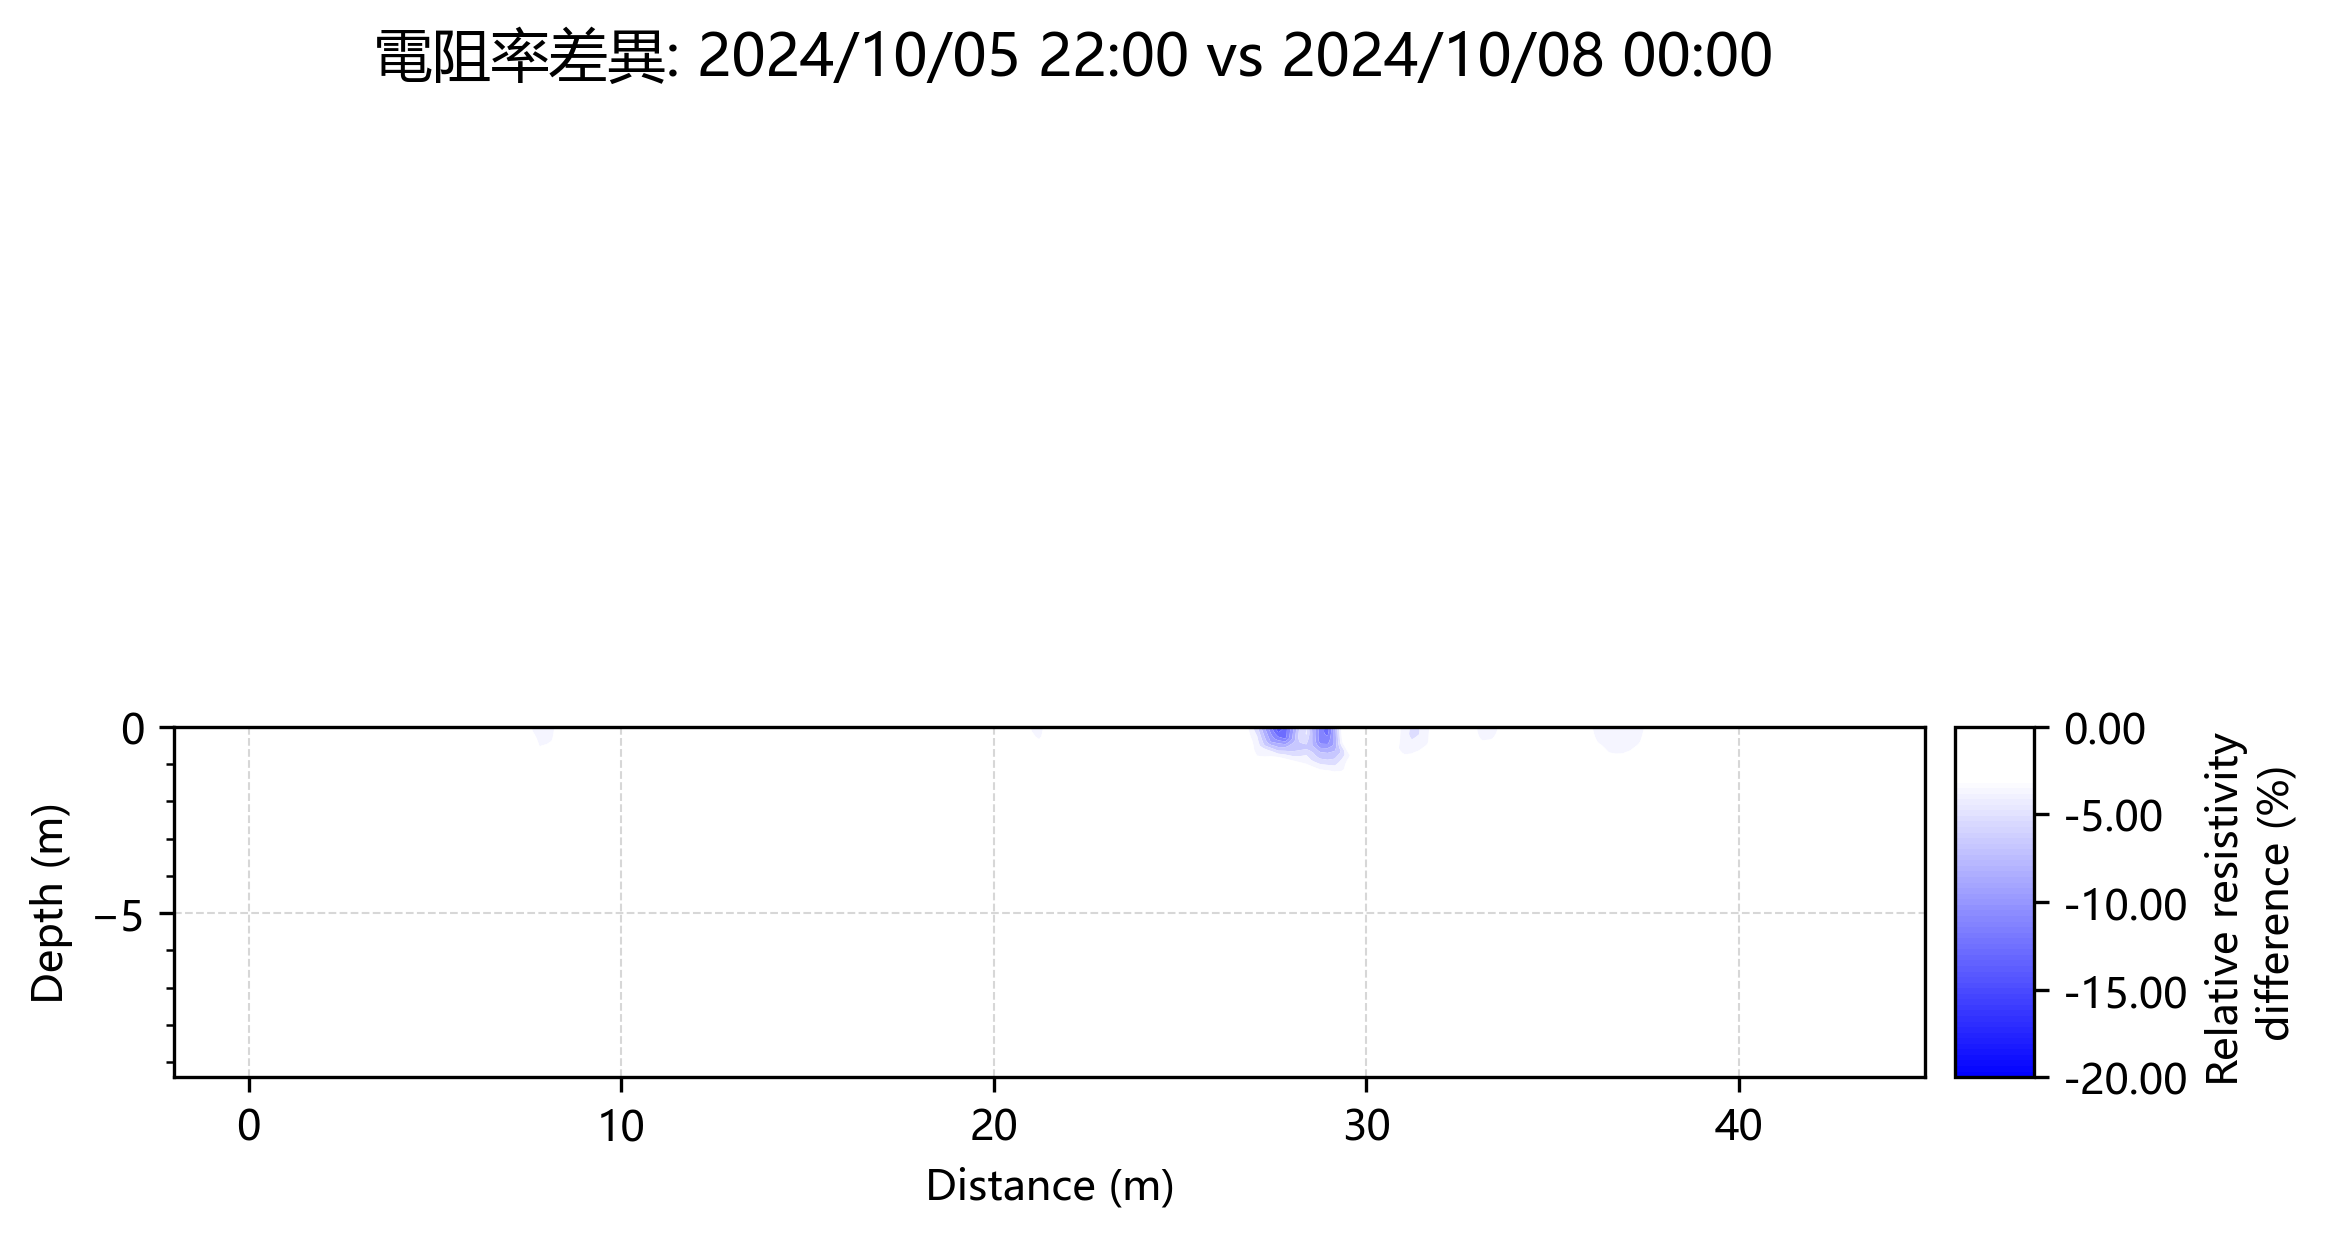 電阻率差異: 2024/10/05 22:00 vs 2024/10/08 00:00
0
−5
Depth (m)
0 10 20 30 40
Distance (m)
0.00
-5.00
-10.00
-15.00
-20.00
Relative resistivity
difference (%)